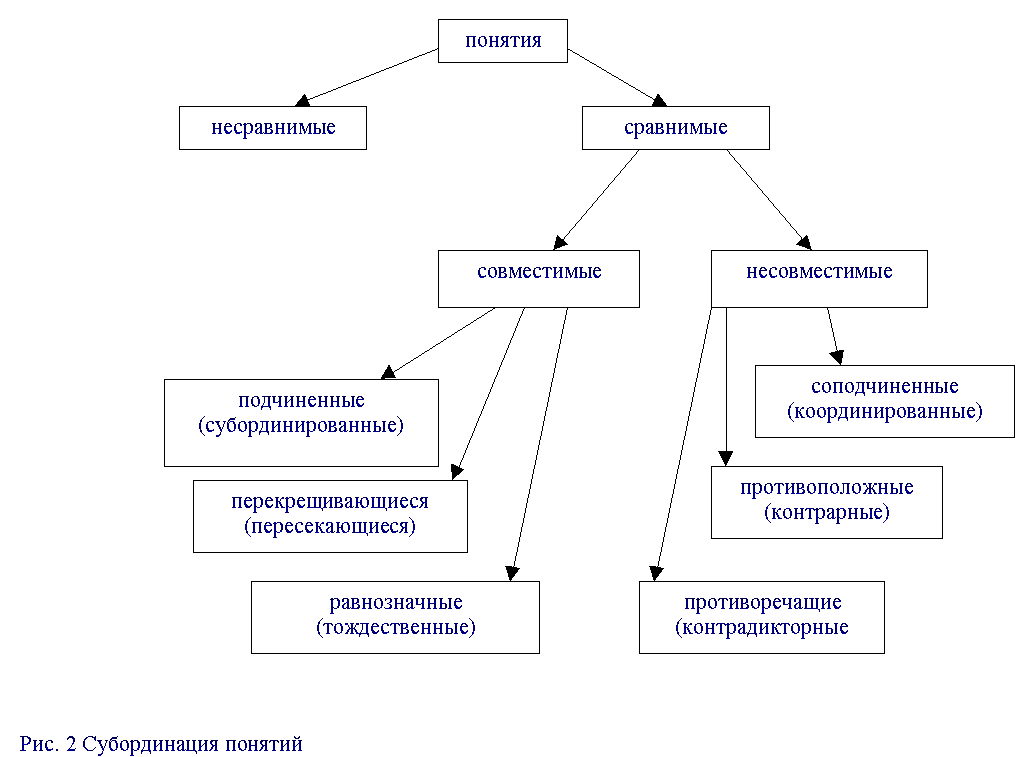 понятия
несравнимые
сравнимые
совместимые
несовместимые
подчиненные
(субординированные)
соподчиненные
(координированные)
перекрещивающиеся
(пересекающиеся)
противоположные
(контрарные)
равнозначные
(тождественные)
противоречащие
(контрадикторные
Рис. 2 Субординация понятий